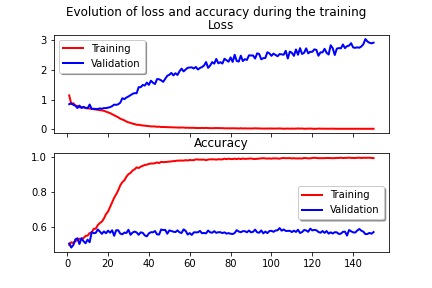 Evolution of loss and accuracy during the training
Loss
3
2
1
0
Training
Validation
Accuracy
1.0
0.8
0.6
Training
Validation
0 20 40 60 80 100 120 140